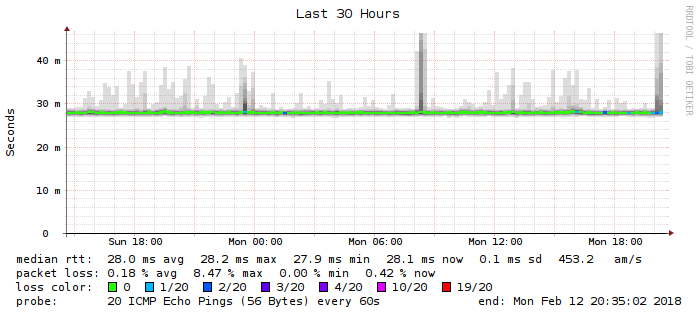 Last 30 Hours
RRDTOOL / TOBI OETIKER
Seconds
40 m
30 m
20 m
10 m
0
Sun 18:00 Mon 00:00 Mon 06:00 Mon 12:00 Mon 18:00
median rtt: 28.0 ms avg 28.2 ms max 27.9 ms min 28.1 ms now 0.1 ms sd 453.2 am/s
packet loss: 0.18 % avg 8.47 % max 0.00 % min 0.42 % now
loss color: 0 1/20 2/20 3/20 4/20 10/20 19/20
probe: 20 ICMP Echo Pings (56 Bytes) every 60s end: Mon Feb 12 20:35:02 2018